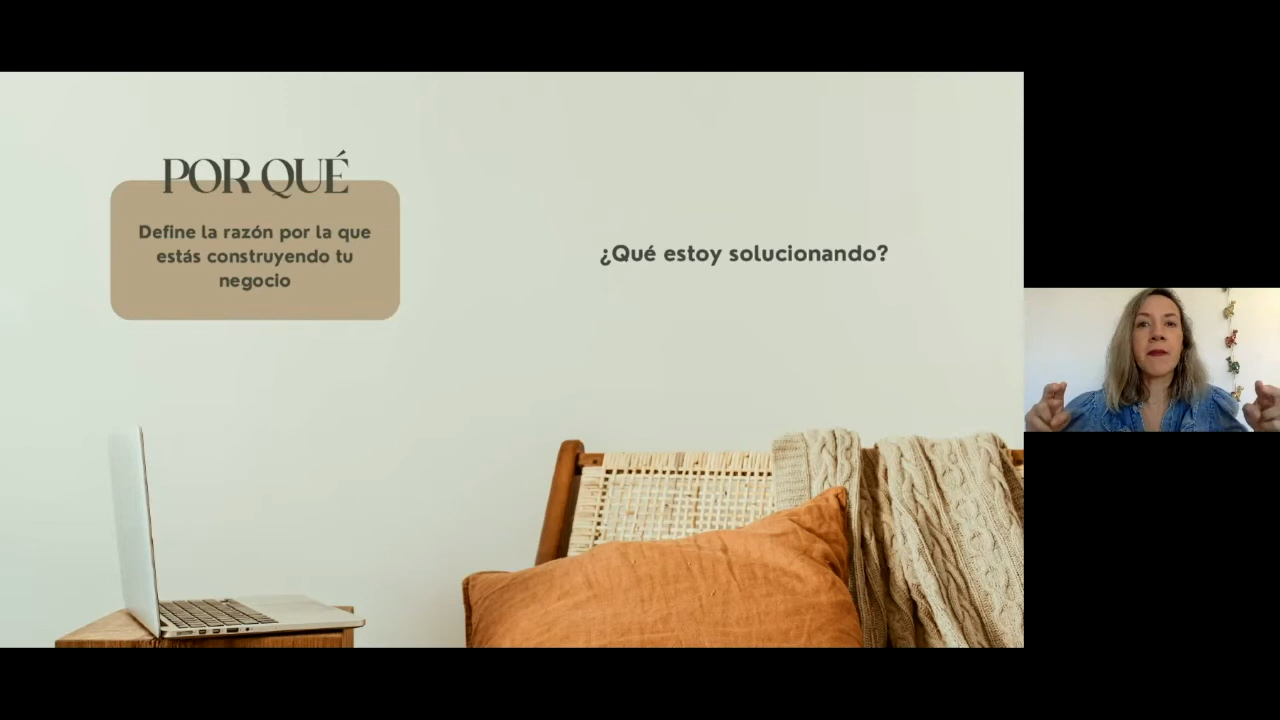 POR QUÉ
Define la razón por la que
estás construyendo tu
negocio
¿Qué estoy solucionando?